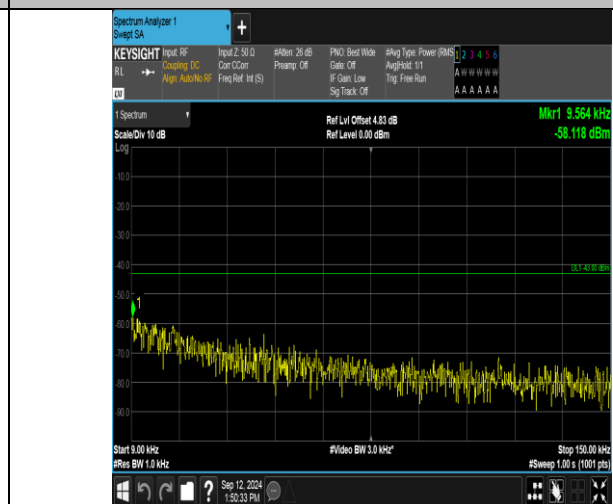 Spectrum Analyzer 1
Swept SA
+
KEYSIGHT Input: RF Input Z: 50 Ω #Atten: 26 dB PNO: Best Wide #Avg Type: Power (RMS 1 2 3 4 5 6
Coupling: DC Corr CCorr Preamp: Off Gate: Off Avg|Hold: 1/1 A W W W W W
RL Align: Auto/No RF Freq Ref: Int (S) IF Gain: Low Trig: Free Run
Sig Track: Off A A A A A A
1 Spectrum
Ref Lvl Offset 4.83 dB Mkr1 9.564 kHz
Scale/Div 10 dB Ref Level 0.00 dBm -58.118 dBm
Log
-10.0
-20.0
-30.0
-40.0
DL1 -43.00 dBm
-50.0
1
-60.0
-70.0
-80.0
-90.0
Start 9.00 kHz #Video BW 3.0 kHz* Stop 150.00 kHz
#Res BW 1.0 kHz #Sweep 1.00 s (1001 pts)
? Sep 12, 2024
1:50:33 PM